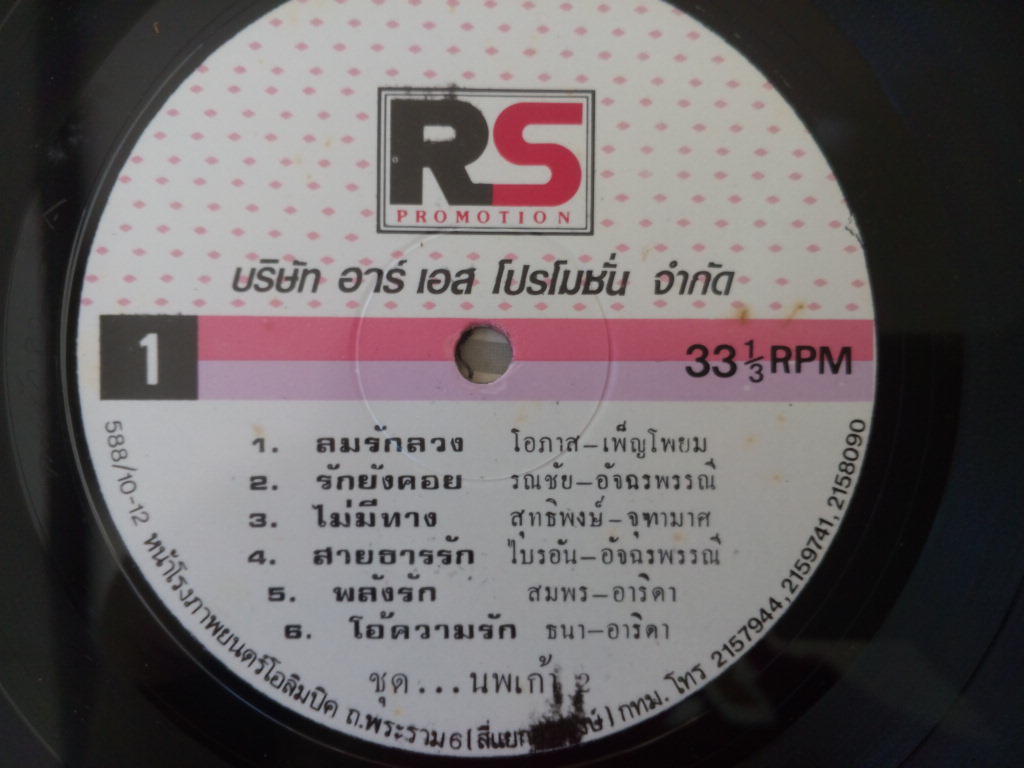 RS
PROMOTION
บริษัท อาร์ เอส โปรโมชั่น จำกัด
1
33 1/3 RPM
1. ลมรักลวง โอภาส-เพ็ญโพยม
2. รักยังคอย รณชัย-อัจฉรพรรณี
3. ไม่มีทาง สุทธิพงษ์-จุฑามาศ
4. สายธารรัก ไบรอัน-อัจฉรพรรณี
5. พลังรัก สมพร-อาริดา
6. โอ้ความรัก ธนา-อาริดา
ชุด...นพเก้า 2
588/10-12 หน้าโรงภาพยนตร์โอลิมปิค ถ.พระราม 6 (สี่แยก ) กทม. โทร 2157944, 2159741, 2158090